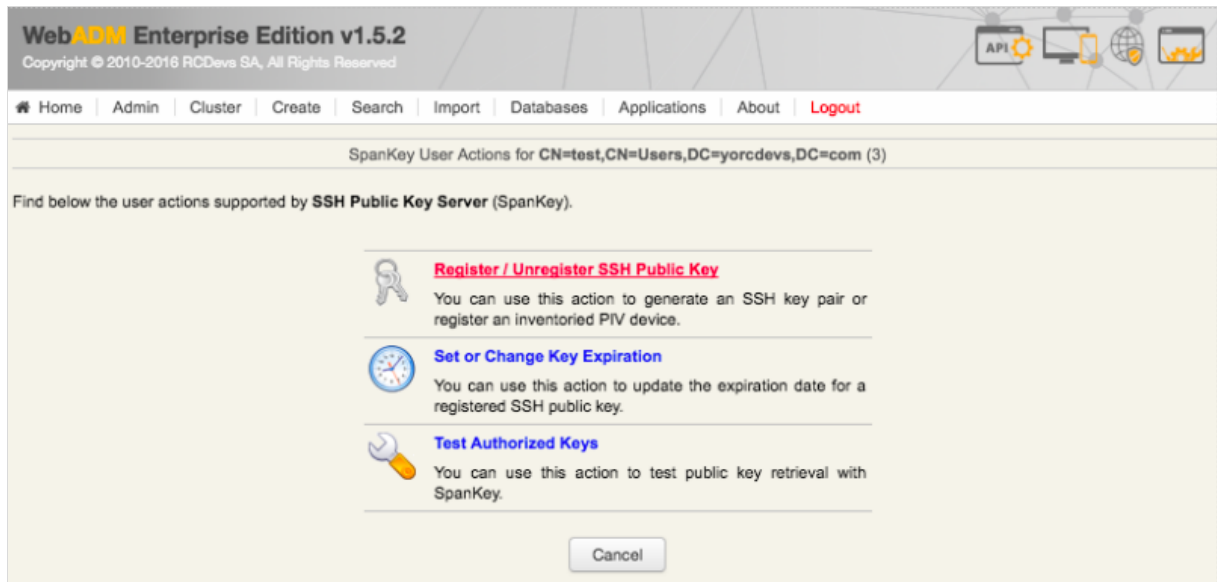 WebADM Enterprise Edition v1.5.2
Copyright © 2010-2016 RCDevs SA, All Rights Reserved
API
Home Admin Cluster Create Search Import Databases Applications About Logout
SpanKey User Actions for CN=test,CN=Users,DC=yorcdevs,DC=com (3)
Find below the user actions supported by SSH Public Key Server (SpanKey).
Register / Unregister SSH Public Key
You can use this action to generate an SSH key pair or
register an inventoried PIV device.
Set or Change Key Expiration
You can use this action to update the expiration date for a
registered SSH public key.
Test Authorized Keys
You can use this action to test public key retrieval with
SpanKey.
Cancel